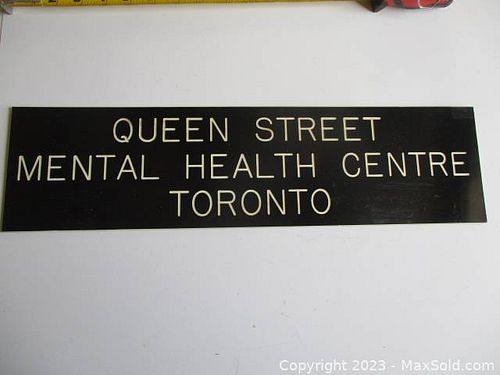 QUEEN STREET
MENTAL HEALTH CENTRE
TORONTO
Copyright 2023 - MaxSold.com